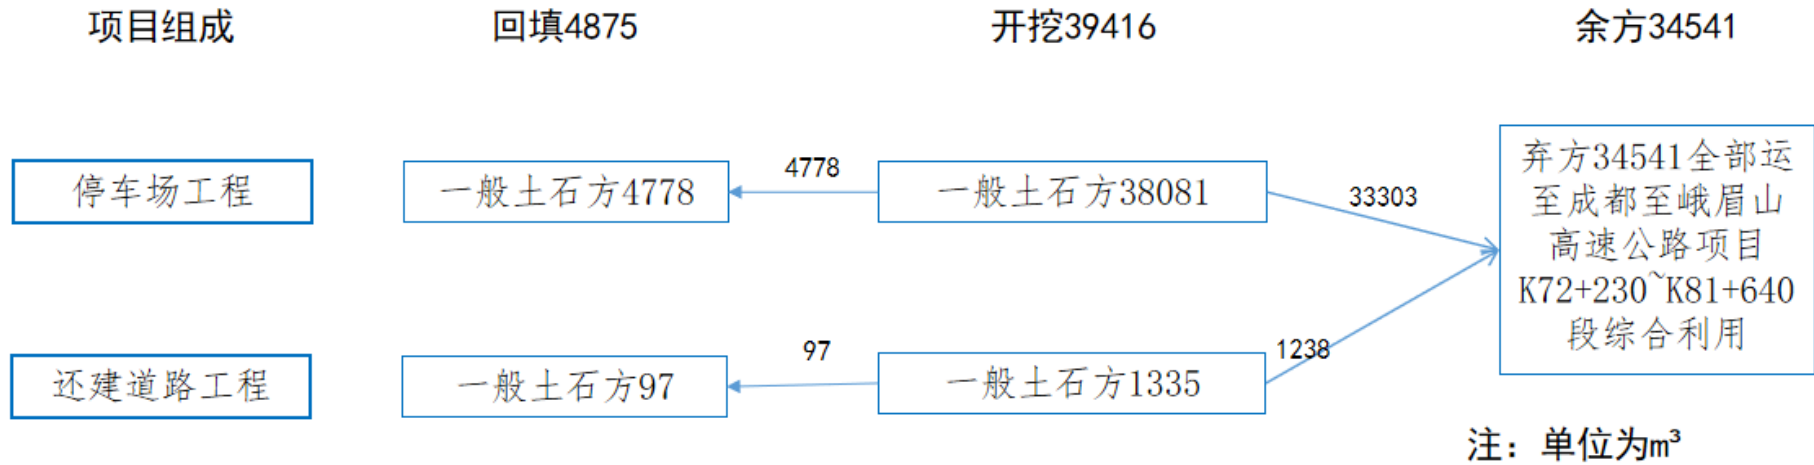 项目组成
回填4875
开挖39416
余方34541
停车场工程
一般土石方4778
4778
一般土石方38081
33303
弃方34541全部运
至成都至峨眉山
高速公路项目
K72+230~K81+640
段综合利用
还建道路工程
一般土石方97
97
一般土石方1335
1238
注：单位为m³